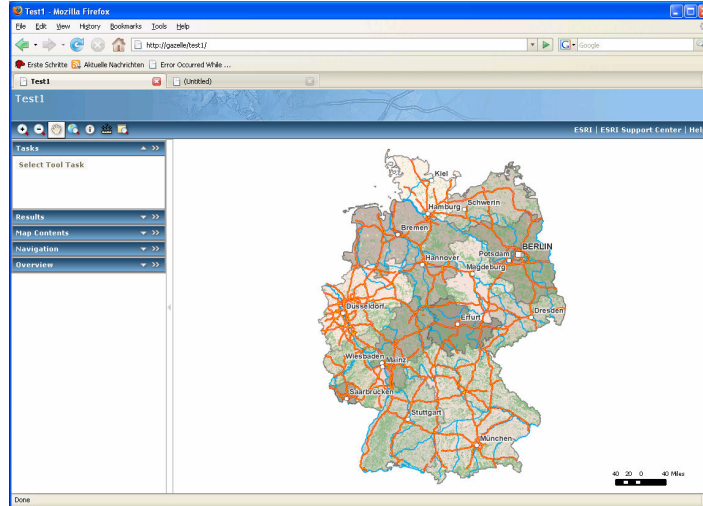 Test1 - Mozilla Firefox
File Edit View History Bookmarks Tools Help
http://gazelle/test1/
G Google
Erste Schritte Aktuelle Nachrichten Error Occurred While ...
Test1 (Untitled)
Test1
ESRI | ESRI Support Center | Hel
Tasks
Select Tool Task
Results
Map Contents
Navigation
Overview
Kiel
Hamburg Schwerin
Bremen
BERLIN
Hannover Potsdam
Magdeburg
Düsseldorf Dresden
Erfurt
Wiesbaden Mainz
Saarbrücken
Stuttgart
München
40 20 0 40 Miles
Done